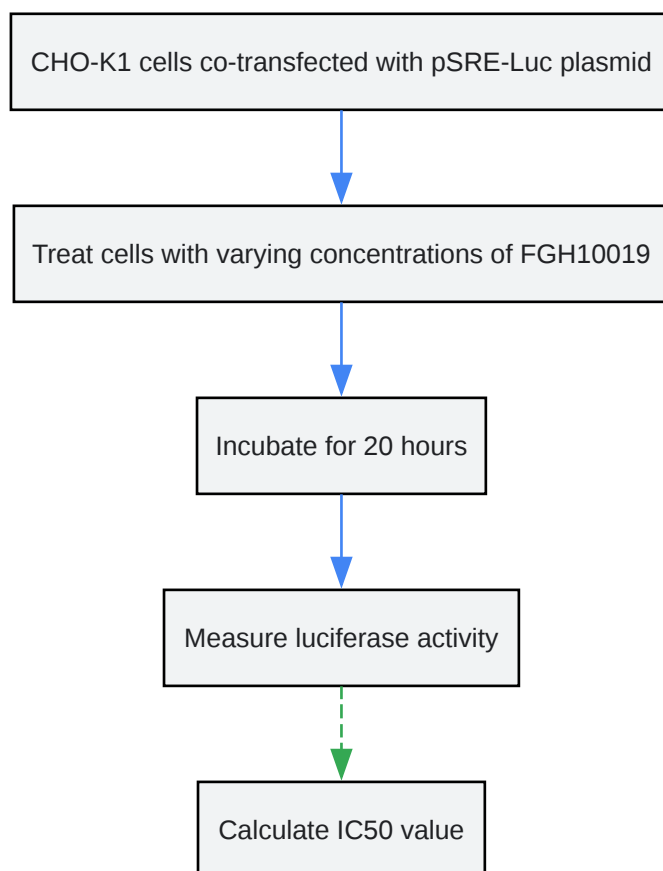 CHO-K1 cells co-transfected with pSRE-Luc plasmid
Treat cells with varying concentrations of FGH10019
Incubate for 20 hours
Measure luciferase activity
Calculate IC50 value